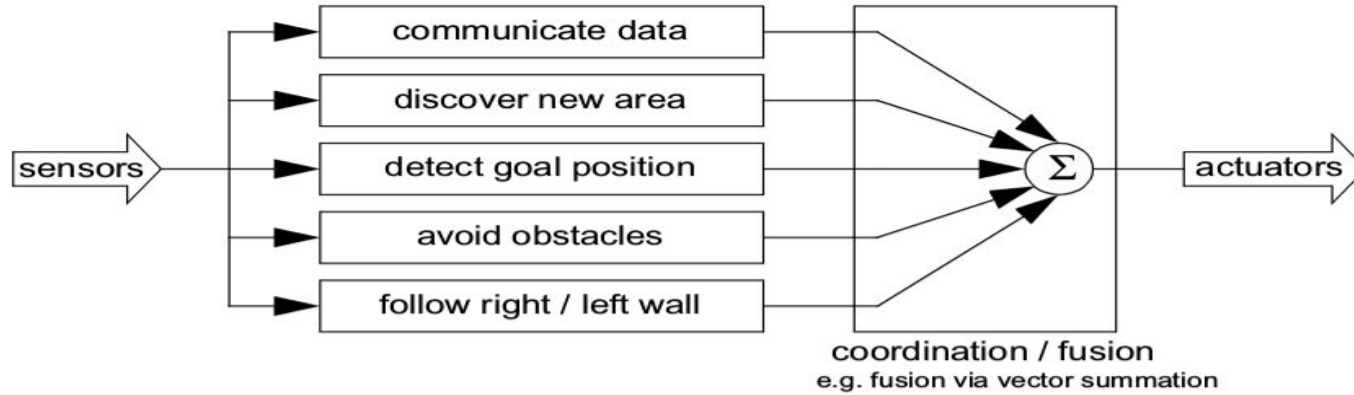 communicate data
discover new area
sensors
detect goal position
Σ
actuators
avoid obstacles
follow right / left wall
coordination / fusion
e.g. fusion via vector summation